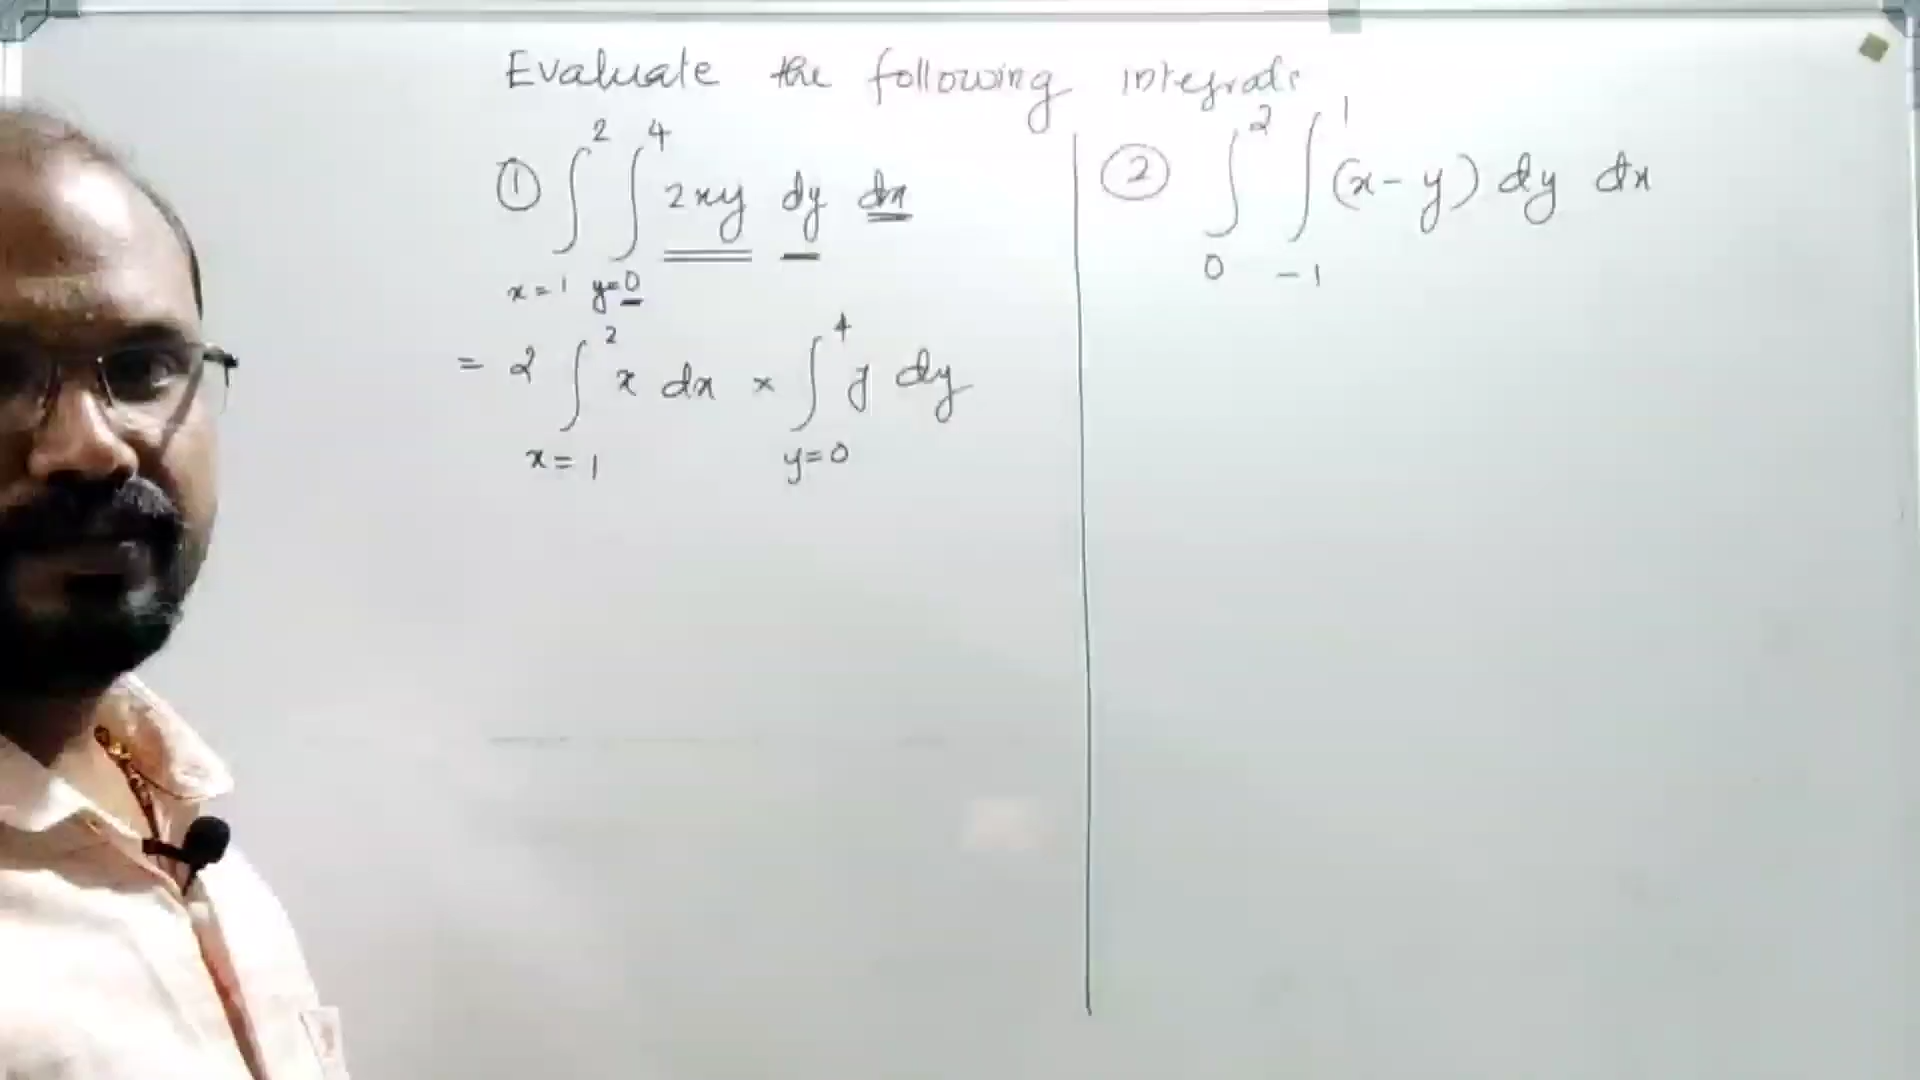 Evaluate the following integrals
① ∫_{x=1}^{2} ∫_{y=0}^{4} 2xy dy dx
= 2 ∫_{x=1}^{2} x dx × ∫_{y=0}^{4} y dy
② ∫_{0}^{2} ∫_{-1}^{1} (x-y) dy dx